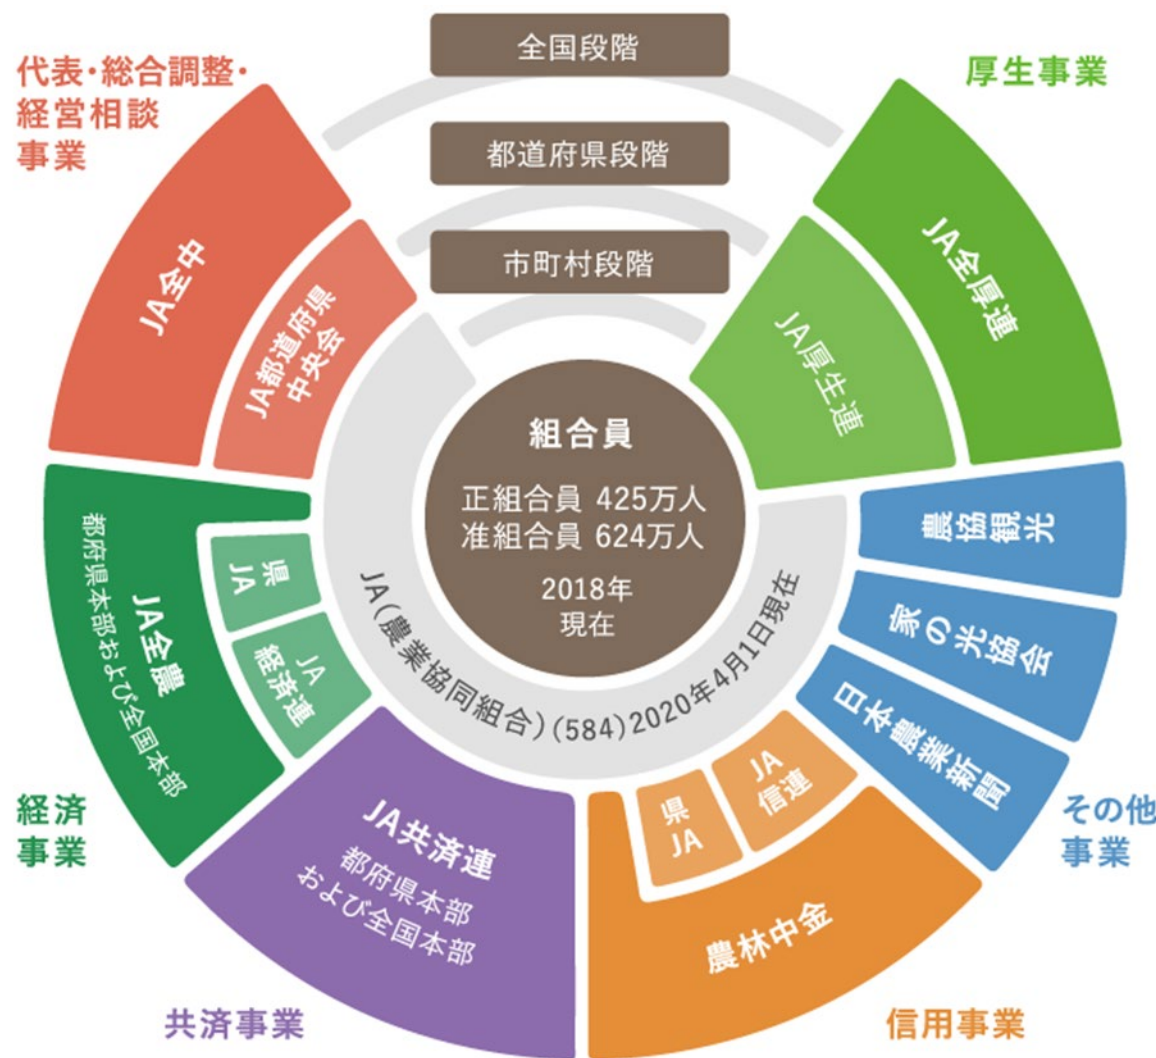 全国段階
都道府県段階
市町村段階
代表・総合調整・
経営相談
事業
厚生事業
JA全中
JA都道府県
中央会
JA全厚連
JA厚生連
組合員
正組合員 425万人
准組合員 624万人
2018年
現在
JA(農業協同組合)(584)2020年4月1日現在
農協観光
家の光協会
日本農業新聞
その他
事業
JA全農
都府県本部および全国本部
県
JA
JA
経済連
経済
事業
JA共済連
都府県本部
および全国本部
共済事業
県
JA
JA
信連
農林中金
信用事業